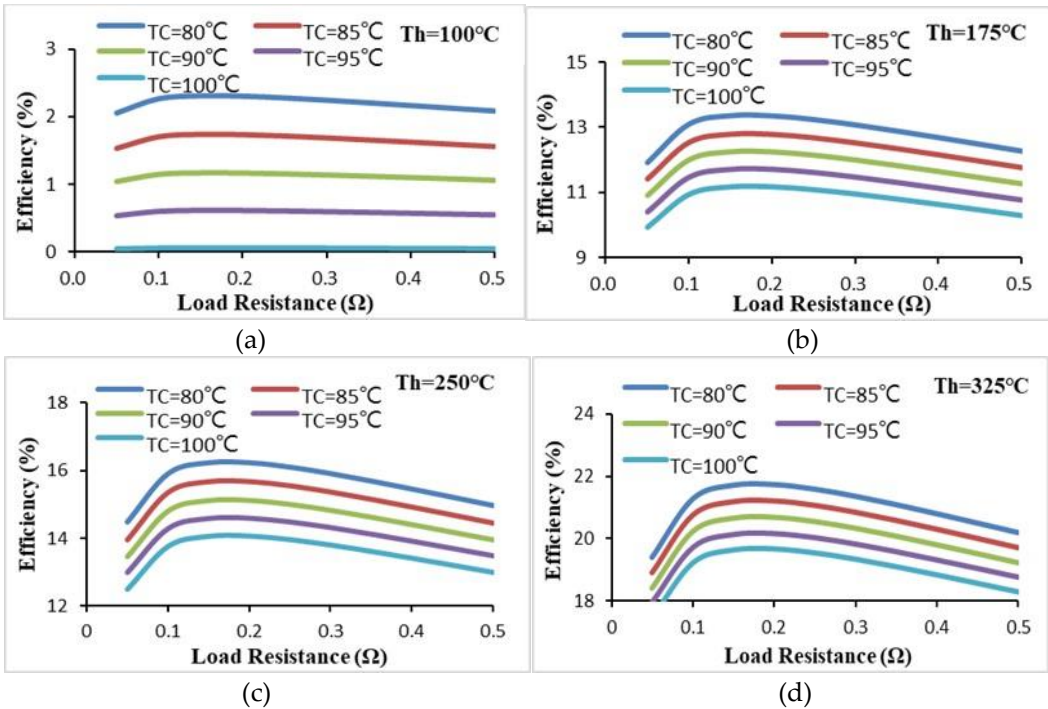 TC=80℃ TC=85℃ Th=100°C
TC=90℃ TC=95℃
TC=100℃
3
2
1
0
0.0 0.1 0.2 0.3 0.4 0.5
Efficiency (%)
Load Resistance (Ω)
(a)
TC=80℃ TC=85℃ Th=175°C
TC=90℃ TC=95℃
TC=100℃
15
13
11
9
0.0 0.1 0.2 0.3 0.4 0.5
Efficiency (%)
Load Resistance (Ω)
(b)
TC=80℃ TC=85℃ Th=250°C
TC=90℃ TC=95℃
TC=100℃
18
16
14
12
0 0.1 0.2 0.3 0.4 0.5
Efficiency (%)
Load Resistance (Ω)
(c)
TC=80℃ TC=85℃ Th=325°C
TC=90℃ TC=95℃
TC=100℃
24
22
20
18
0 0.1 0.2 0.3 0.4 0.5
Efficiency (%)
Load Resistance (Ω)
(d)